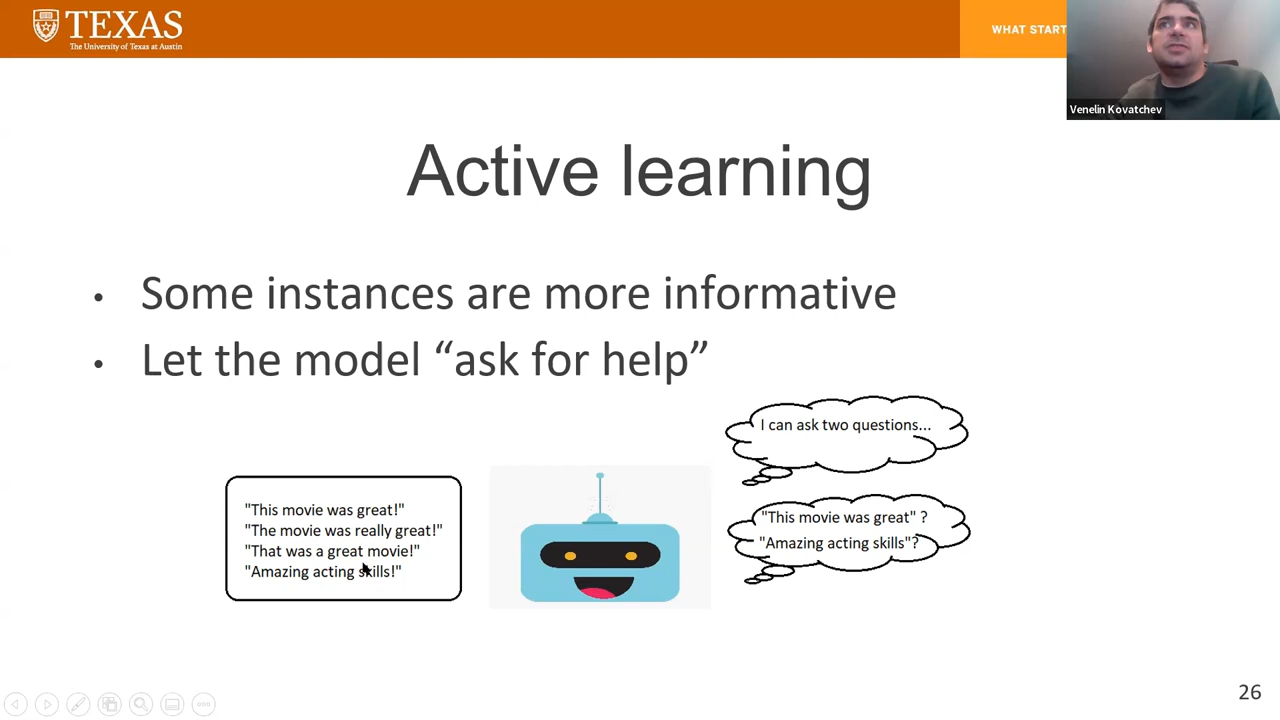 TEXAS
The University of Texas at Austin
WHAT START
Venelin Kovatchev
Active learning
• Some instances are more informative
• Let the model “ask for help”
I can ask two questions...
"This movie was great!"
"The movie was really great!"
"That was a great movie!"
"Amazing acting skills!"
"This movie was great" ?
"Amazing acting skills"?
26